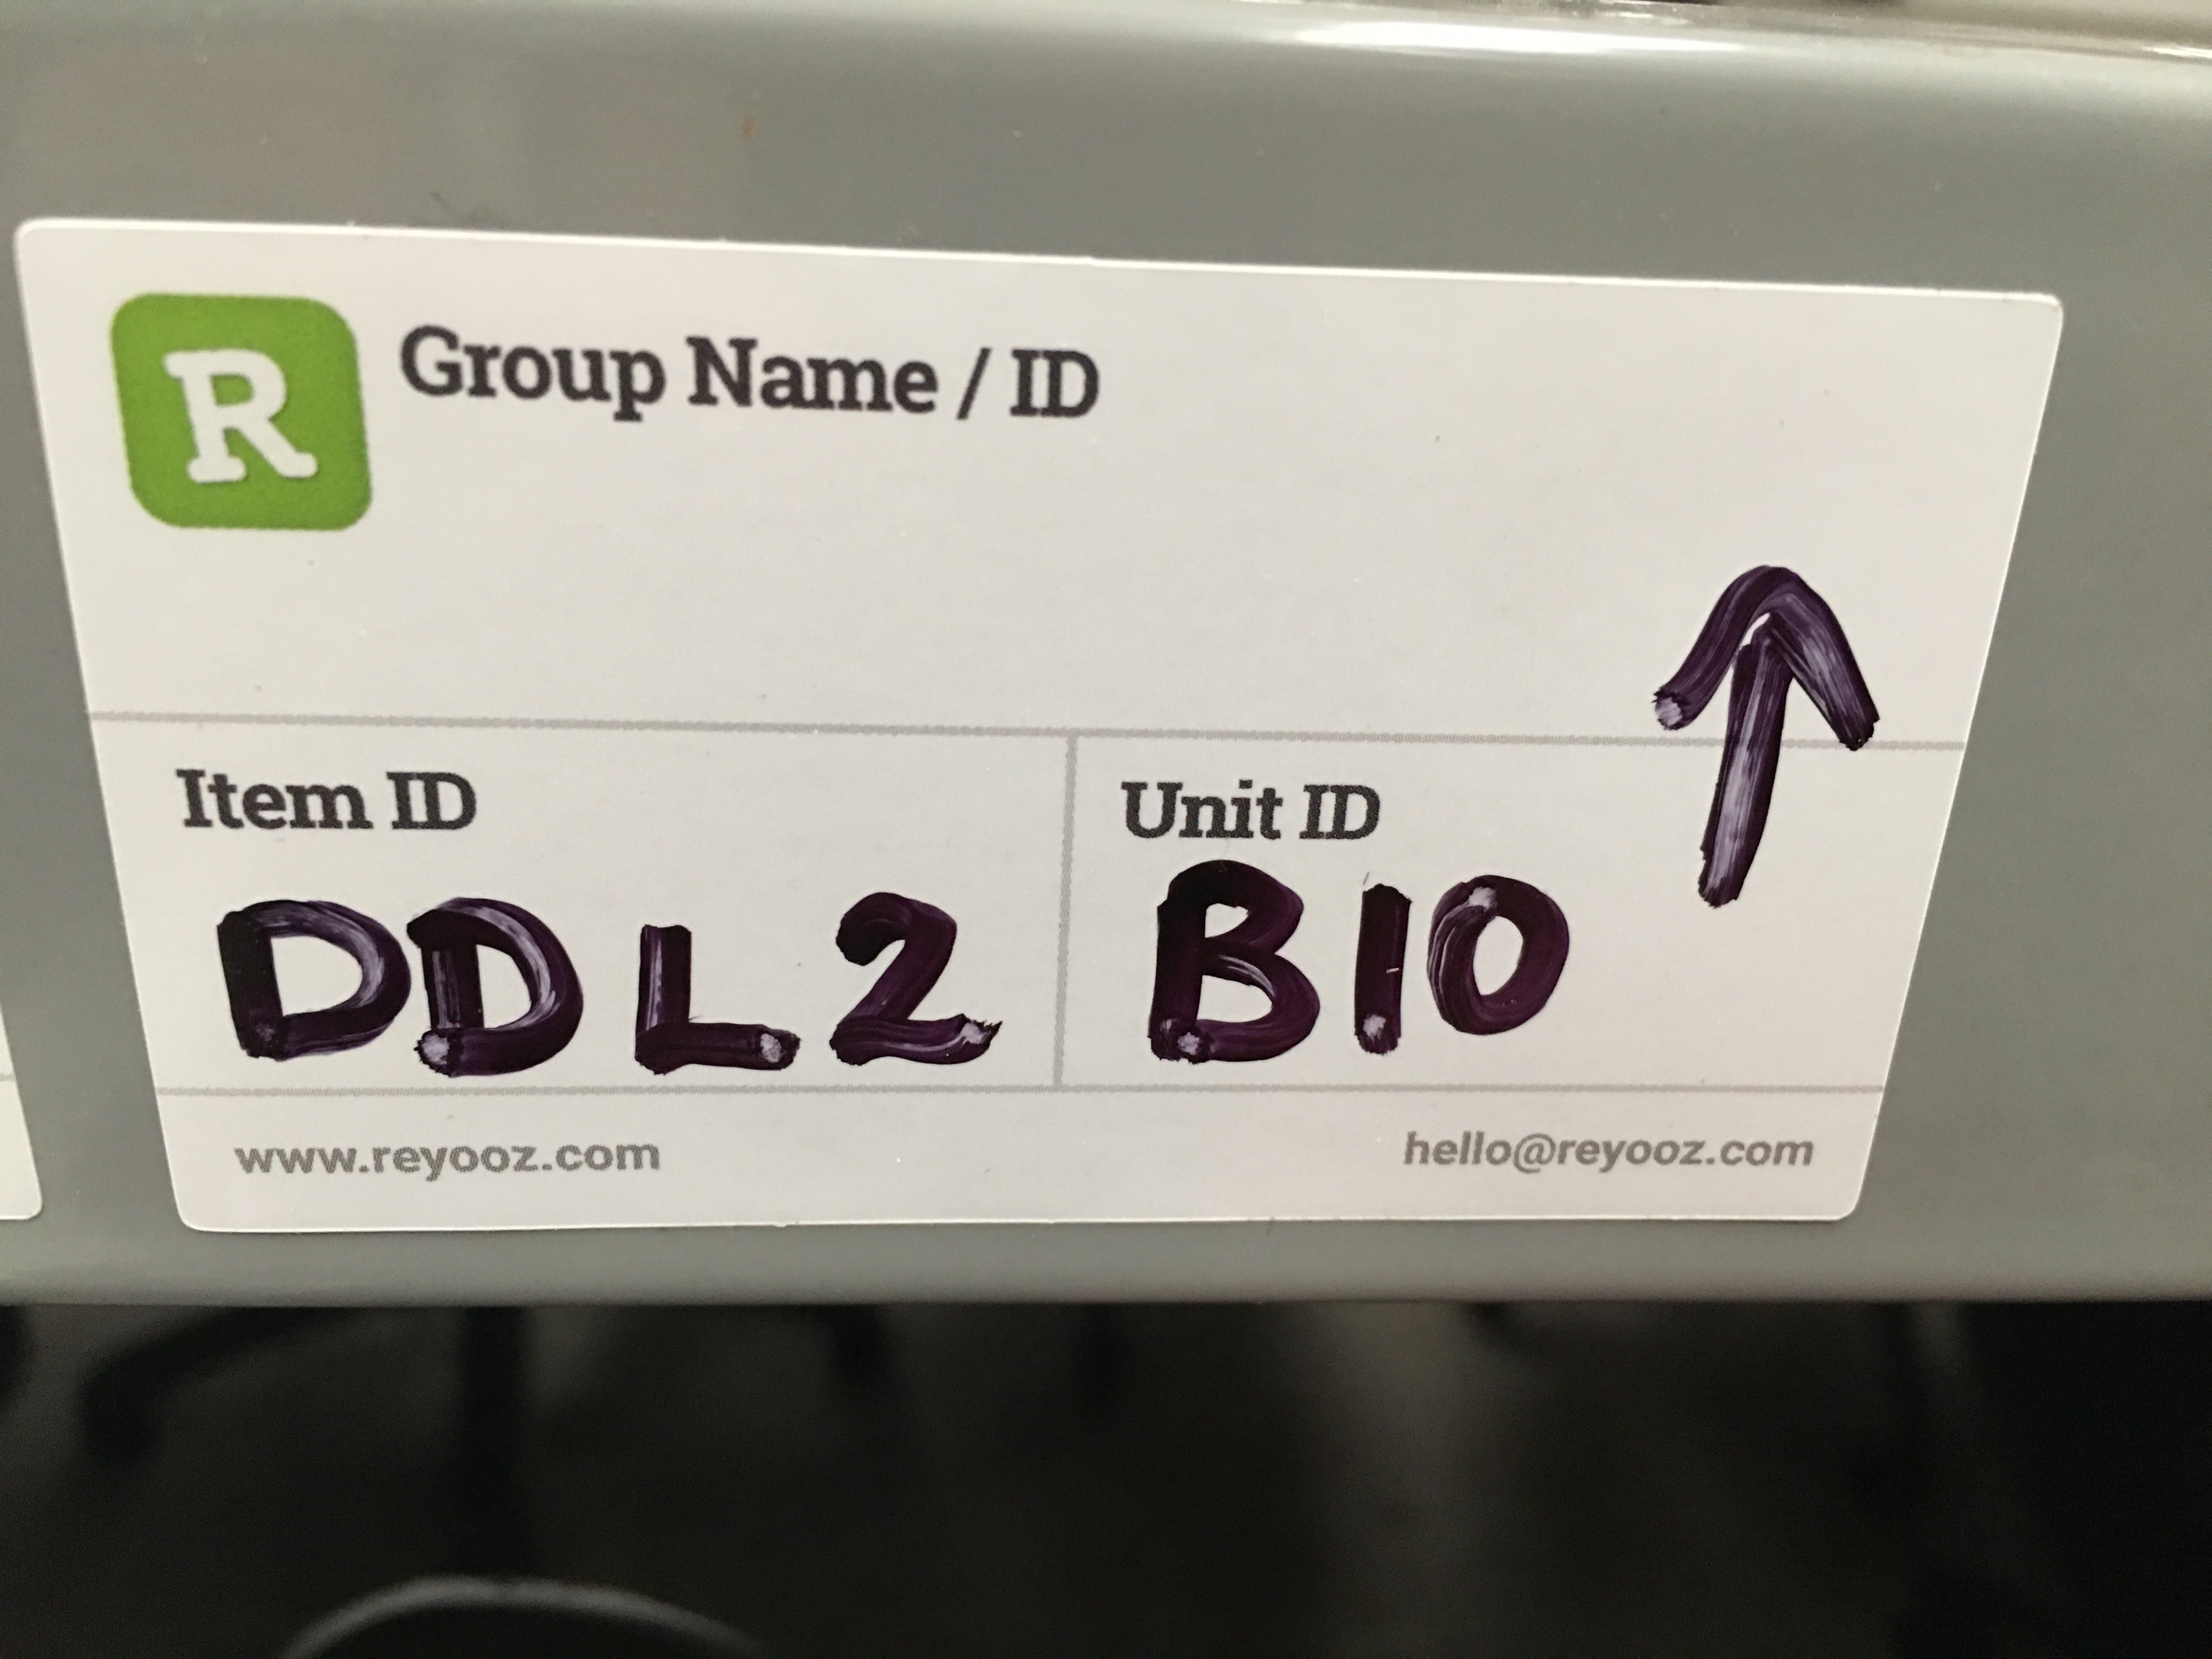 R
Group Name / ID
Item ID
Unit ID
DDL2
B10
www.reyooz.com
hello@reyooz.com